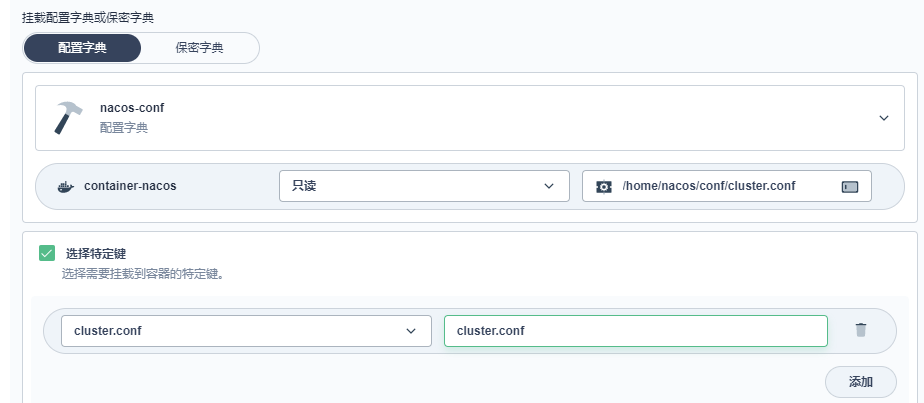 挂载配置字典或保密字典
配置字典
保密字典
nacos-conf
配置字典
container-nacos
只读
/home/nacos/conf/cluster.conf
选择特定键
选择需要挂载到容器的特定键。
cluster.conf
cluster.conf
添加